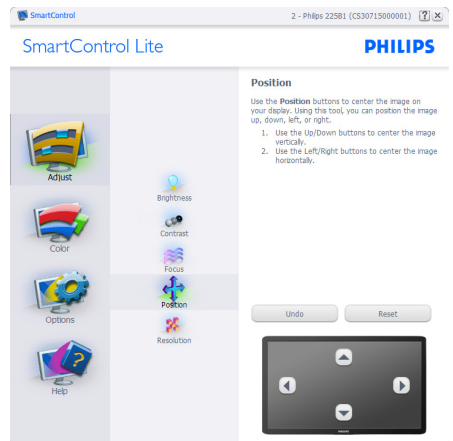 SmartControl
2 - Philips 225B1 (CS30715000001)
SmartControl Lite
PHILIPS
Adjust
Color
Options
Help
Brightness
Contrast
Focus
Position
Resolution
Position
Use the Position buttons to center the image on
your display. Using this tool, you can position the image
up, down, left, or right.
1. Use the Up/Down buttons to center the image
vertically.
2. Use the Left/Right buttons to center the image
horizontally.
Undo
Reset
PHILIPS